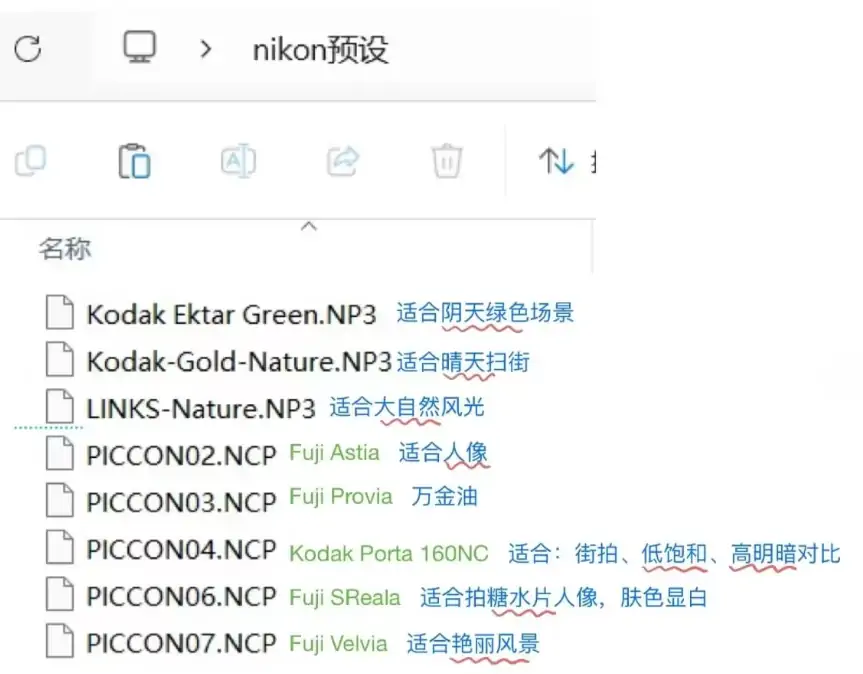 nikon预设
名称
Kodak Ektar Green.NP3 适合阴天绿色场景
Kodak-Gold-Nature.NP3 适合晴天扫街
LINKS-Nature.NP3 适合大自然风光
PICCON02.NCP Fuji Astia 适合人像
PICCON03.NCP Fuji Provia 万金油
PICCON04.NCP Kodak Porta 160NC 适合：街拍、低饱和、高明暗对比
PICCON06.NCP Fuji SReala 适合拍糖水片人像，肤色显白
PICCON07.NCP Fuji Velvia 适合艳丽风景